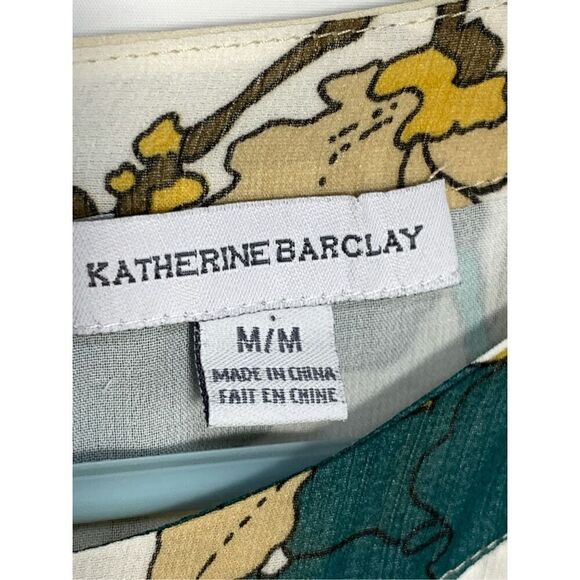 KATHERINE BARCLAY
M/M
MADE IN CHINA
FAIT EN CHINE